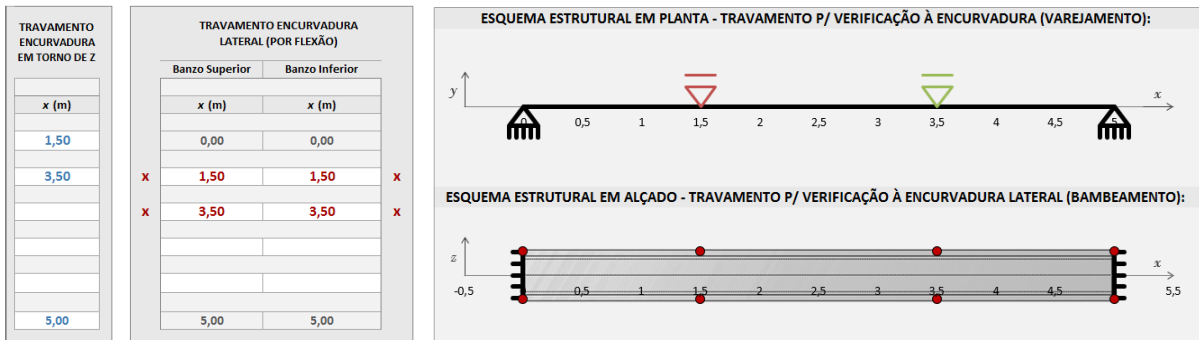 TRAVAMENTO
ENCURVADURA
EM TORNO DE Z
x (m)
1,50
3,50
5,00
TRAVAMENTO ENCURVADURA
LATERAL (POR FLEXÃO)
Banzo Superior Banzo Inferior
x (m) x (m)
0,00 0,00
x 1,50 1,50 x
x 3,50 3,50 x
5,00 5,00
ESQUEMA ESTRUTURAL EM PLANTA - TRAVAMENTO P/ VERIFICAÇÃO À ENCURVADURA (VAREJAMENTO):
y
x
0 0,5 1 1,5 2 2,5 3 3,5 4 4,5 5
ESQUEMA ESTRUTURAL EM ALÇADO - TRAVAMENTO P/ VERIFICAÇÃO À ENCURVADURA LATERAL (BAMBEAMENTO):
z
x
-0,5 0,5 1 1,5 2 2,5 3 3,5 4 4,5 5,5